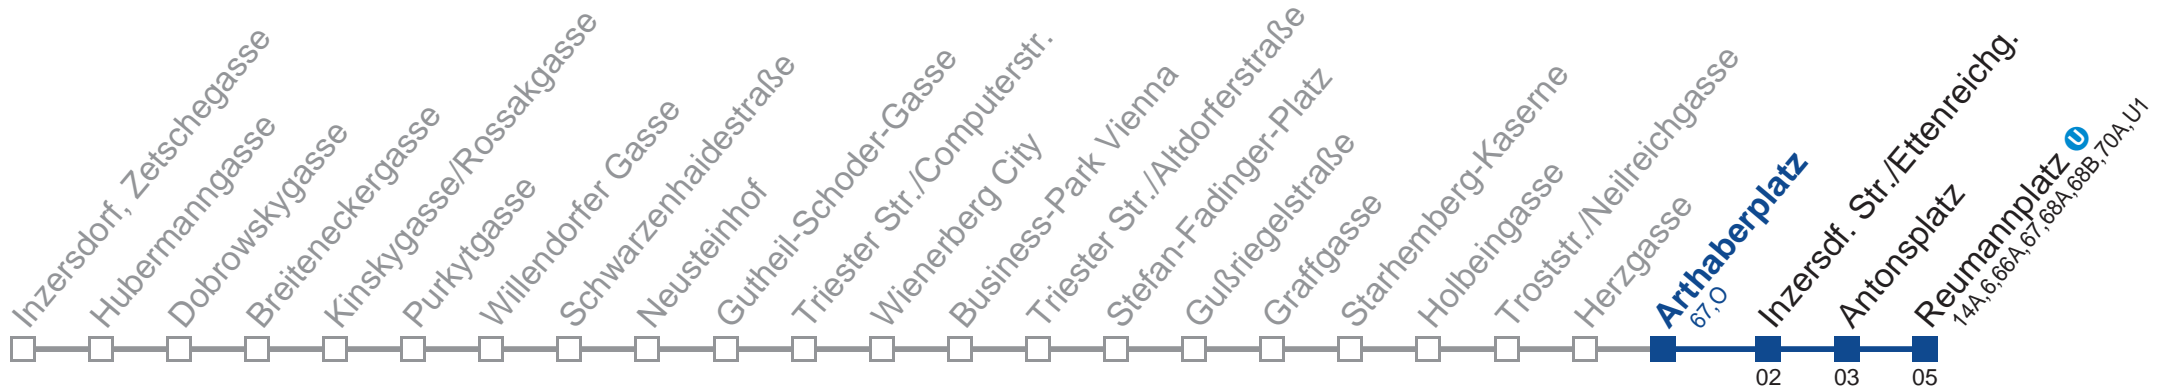 Inzersdorf, Zetschegasse
Hubermanngasse
Dobrowskygasse
Breiteneckergasse
Kinskygasse/Rossakgasse
Purkytgasse
Willendorfer Gasse
Schwarzenhaidestraße
Neusteinhof
Gutheil-Schoder-Gasse
Triester Str./Computerstr.
Wienerberg City
Business-Park Vienna
Triester Str./Altdorferstraße
Stefan-Fadinger-Platz
Gußriegelstraße
Graffgasse
Starhemberg-Kaserne
Holbeingasse
Troststr./Neilreichgasse
Herzgasse
Arthaberplatz
67,O
Inzersdf. Str./Ettenreichg.
Antonsplatz
Reumannplatz U
14A,6,66A,67,68A,68B,70A,U1
02 03 05